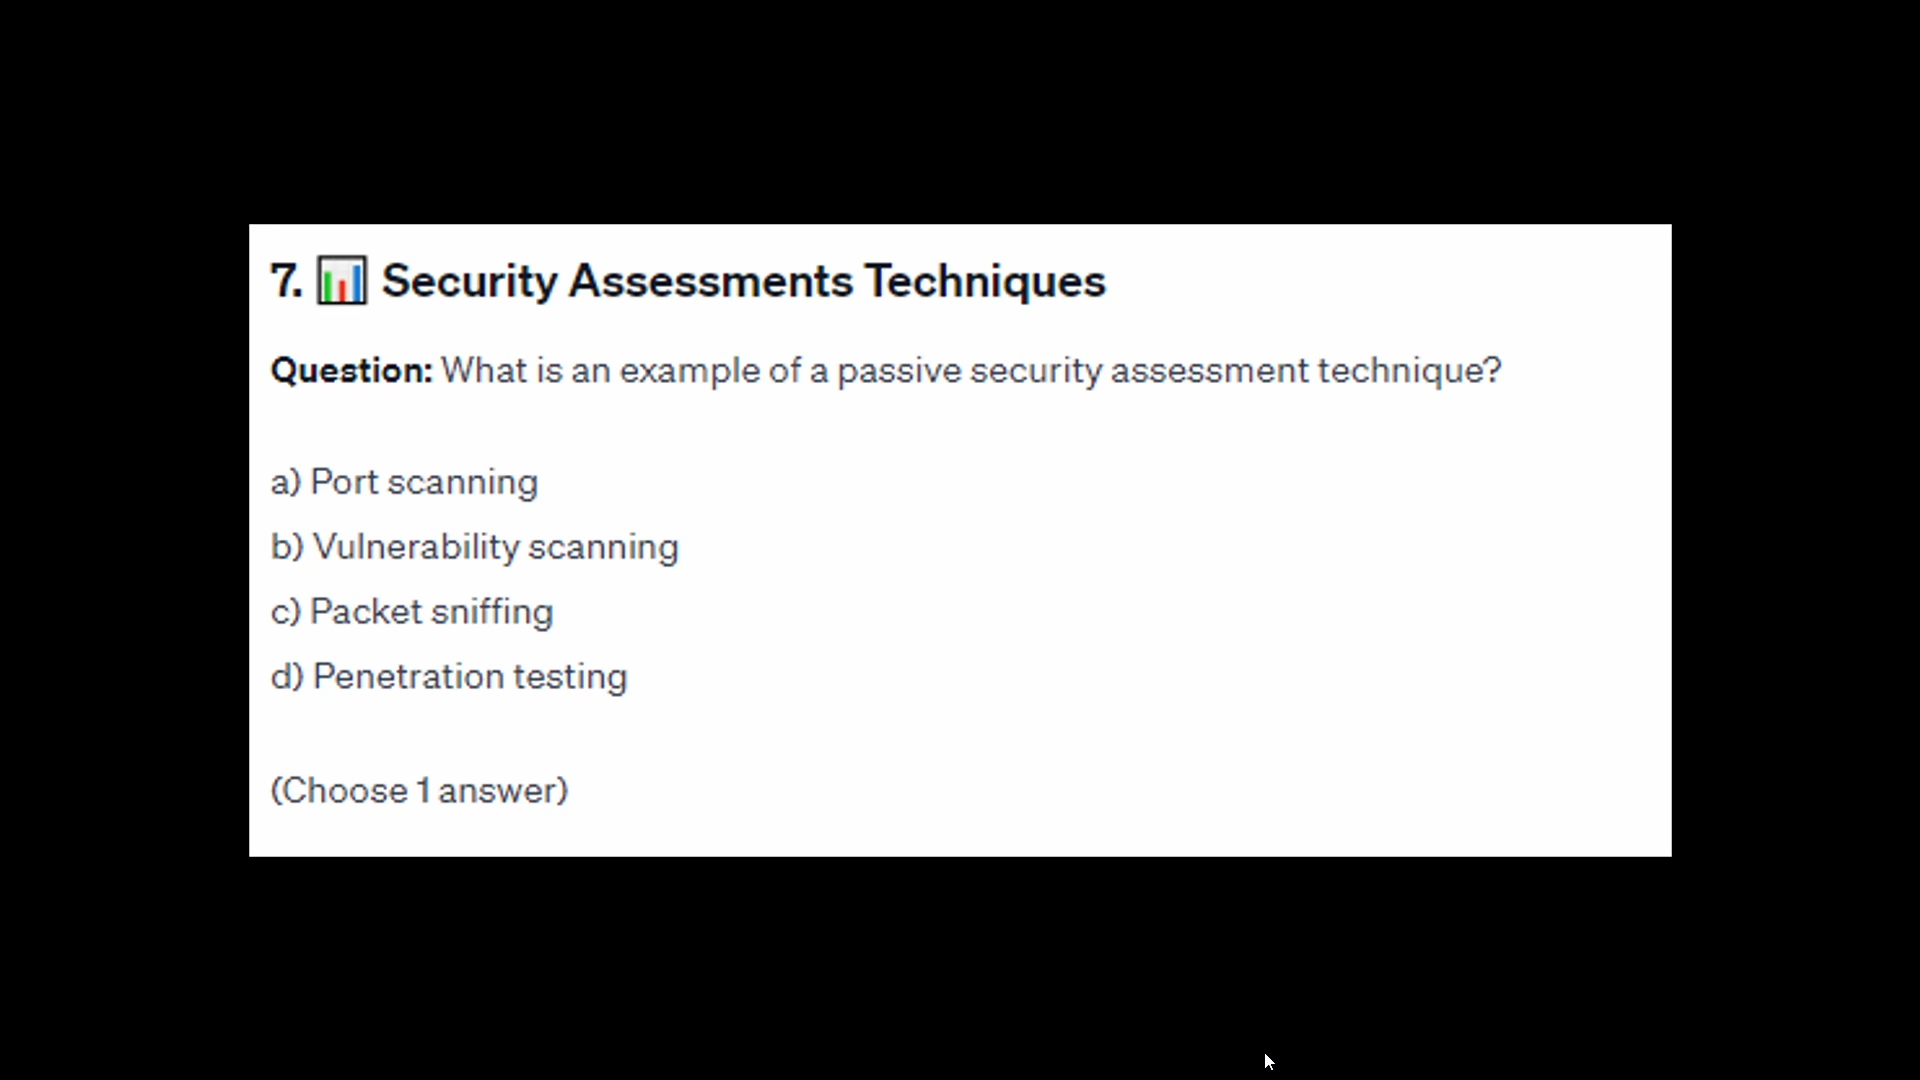 7. 📊 Security Assessments Techniques
Question: What is an example of a passive security assessment technique?
a) Port scanning
b) Vulnerability scanning
c) Packet sniffing
d) Penetration testing
(Choose 1 answer)